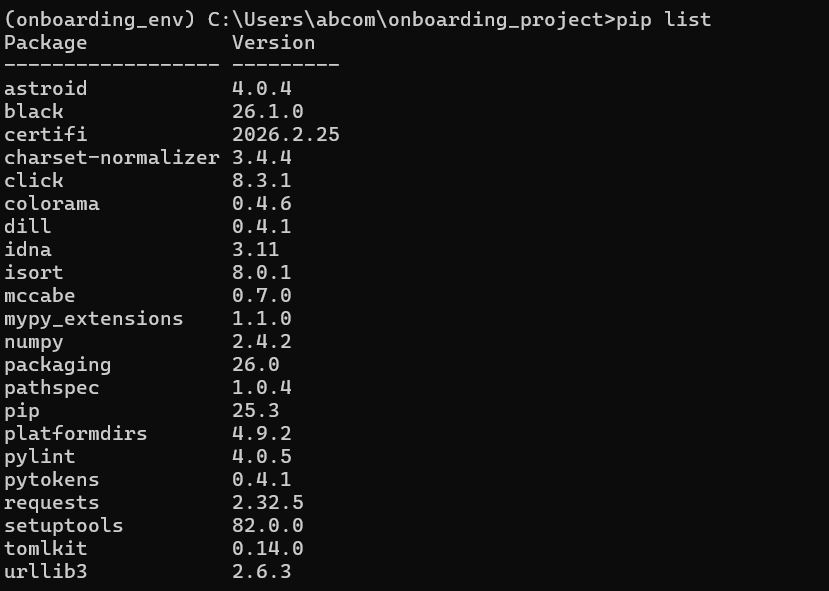 (onboarding_env) C:\Users\abcom\onboarding_project>pip list
Package            Version
------------------ ---------
astroid            4.0.4
black              26.1.0
certifi            2026.2.25
charset-normalizer 3.4.4
click              8.3.1
colorama           0.4.6
dill               0.4.1
idna               3.11
isort              8.0.1
mccabe             0.7.0
mypy_extensions    1.1.0
numpy              2.4.2
packaging          26.0
pathspec           1.0.4
pip                25.3
platformdirs       4.9.2
pylint             4.0.5
pytokens           0.4.1
requests           2.32.5
setuptools         82.0.0
tomlkit            0.14.0
urllib3            2.6.3